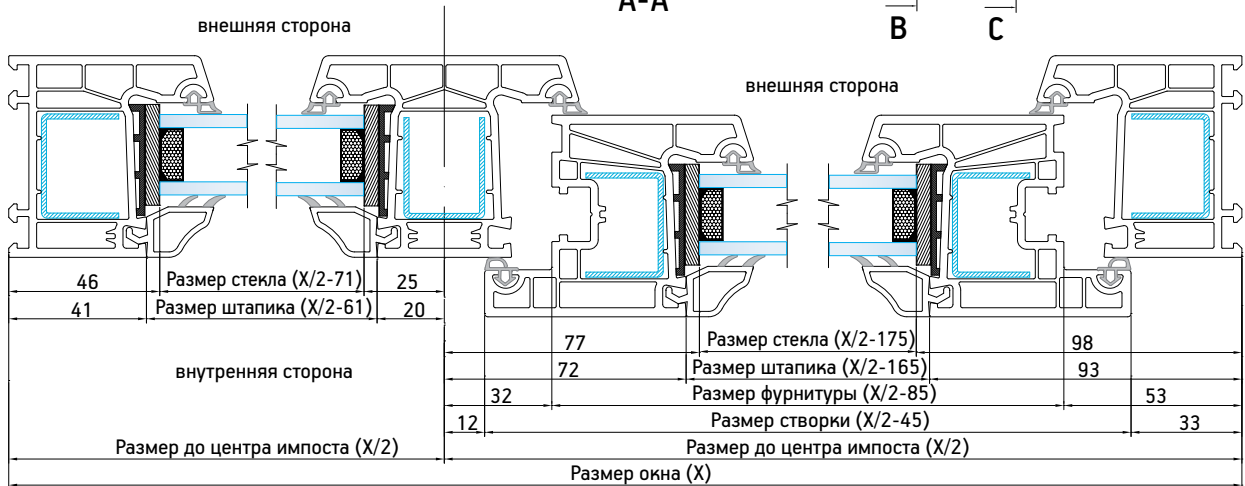 A-A
B
C
внешняя сторона
внешняя сторона
46
Размер стекла (X/2-71)
25
41
Размер штапика (X/2-61)
20
77
Размер стекла (X/2-175)
98
внутренняя сторона
72
Размер штапика (X/2-165)
93
32
Размер фурнитуры (X/2-85)
53
12
Размер створки (X/2-45)
33
Размер до центра импоста (X/2)
Размер до центра импоста (X/2)
Размер окна (X)